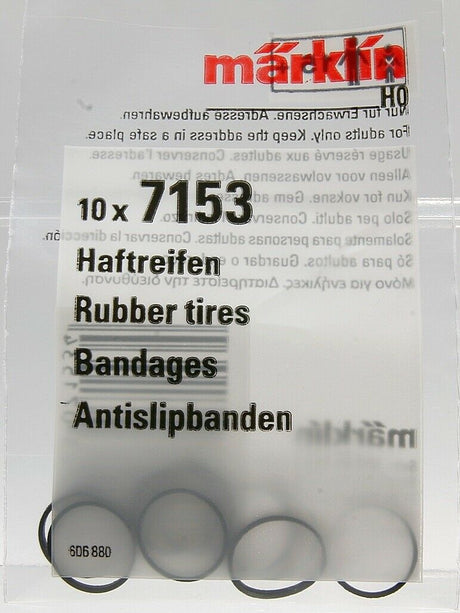 märklin
H0
Nur für Erwachsene. Adresse aufbewahren.
For adults only. Keep the address in a safe place.
Usage réservé aux adultes. Conserver l'adresse.
Alleen voor volwassenen. Adres bewaren.
Kun for voksne. Gem
Solo per adulti.
Solamente para personas adultas. Conservar la dirección.
Só para adultos. Guardar o
Μόνο για ενήλικες. Διατηρείστε την διεύθυνση.
10 x 7153
Haftreifen
Rubber tires
Bandages
Antislipbanden
märklin
606 880